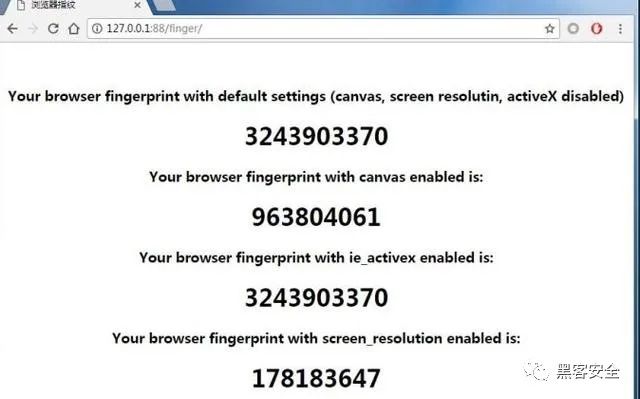 浏览器指纹
127.0.0.1:88/finger/
Your browser fingerprint with default settings (canvas, screen resolutin, activeX disabled)
3243903370
Your browser fingerprint with canvas enabled is:
963804061
Your browser fingerprint with ie_activex enabled is:
3243903370
Your browser fingerprint with screen_resolution enabled is:
178183647
黑客安全